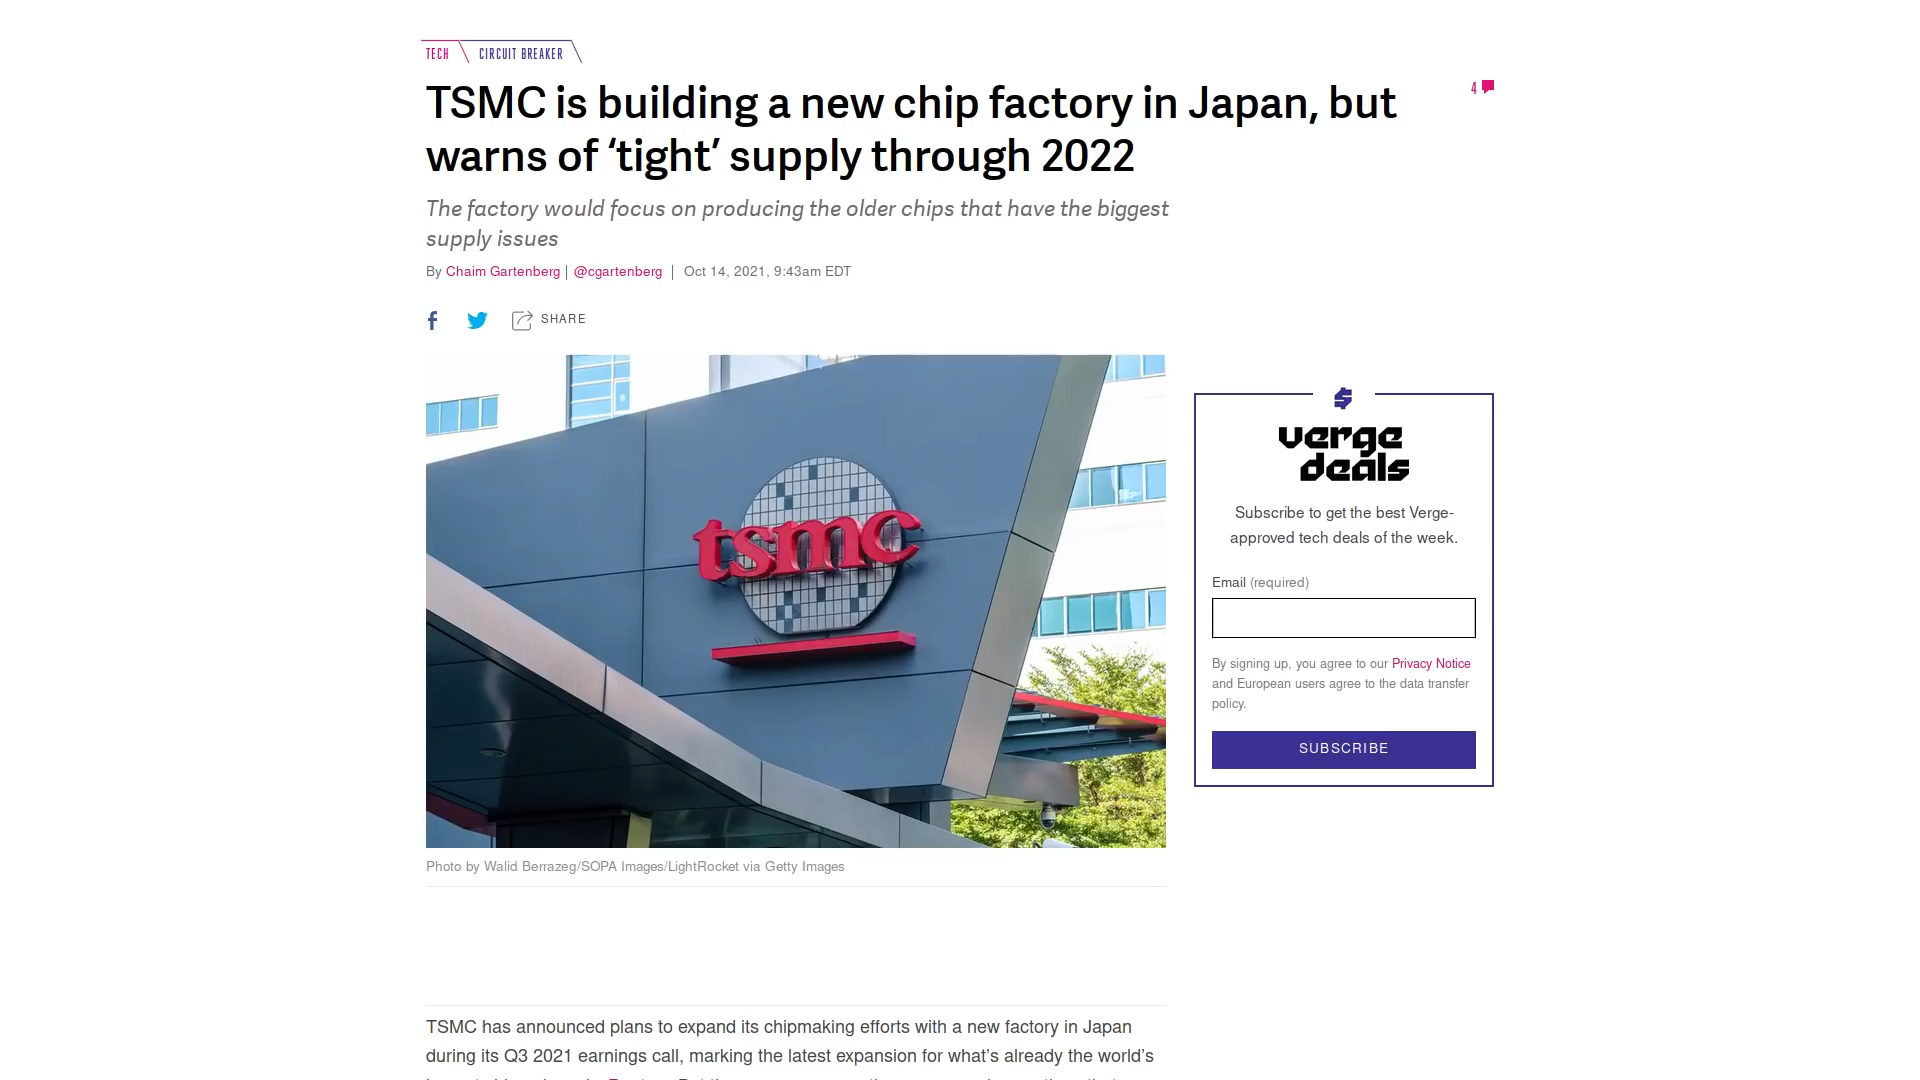 TECH
CIRCUIT BREAKER
TSMC is building a new chip factory in Japan, but
warns of ‘tight’ supply through 2022
4
The factory would focus on producing the older chips that have the biggest
supply issues
By Chaim Gartenberg | @cgartenberg | Oct 14, 2021, 9:43am EDT
SHARE
tsmc
verge
deals
Subscribe to get the best Verge-
approved tech deals of the week.
Email (required)
By signing up, you agree to our Privacy Notice
and European users agree to the data transfer
policy.
SUBSCRIBE
Photo by Walid Berrazeg/SOPA Images/LightRocket via Getty Images
TSMC has announced plans to expand its chipmaking efforts with a new factory in Japan
during its Q3 2021 earnings call, marking the latest expansion for what’s already the world’s